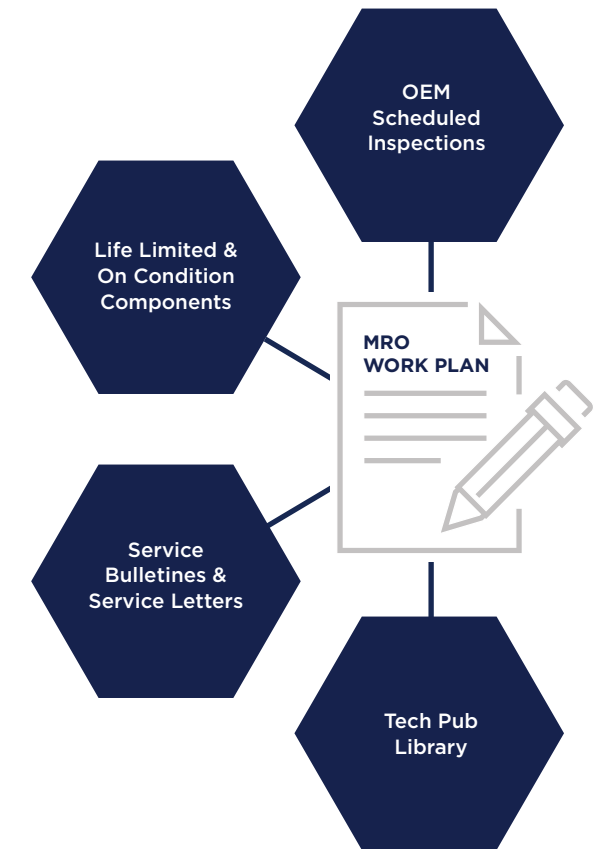 OEM
Scheduled
Inspections
Life Limited &
On Condition
Components
MRO
WORK PLAN
Service
Bulletines &
Service Letters
Tech Pub
Library